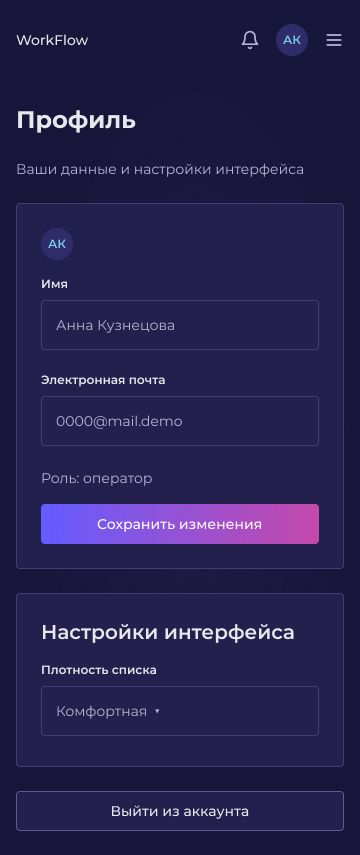 WorkFlow
АК
Профиль
Ваши данные и настройки интерфейса
АК
Имя
Анна Кузнецова
Электронная почта
0000@mail.demo
Роль: оператор
Сохранить изменения
Настройки интерфейса
Плотность списка
Комфортная
Выйти из аккаунта